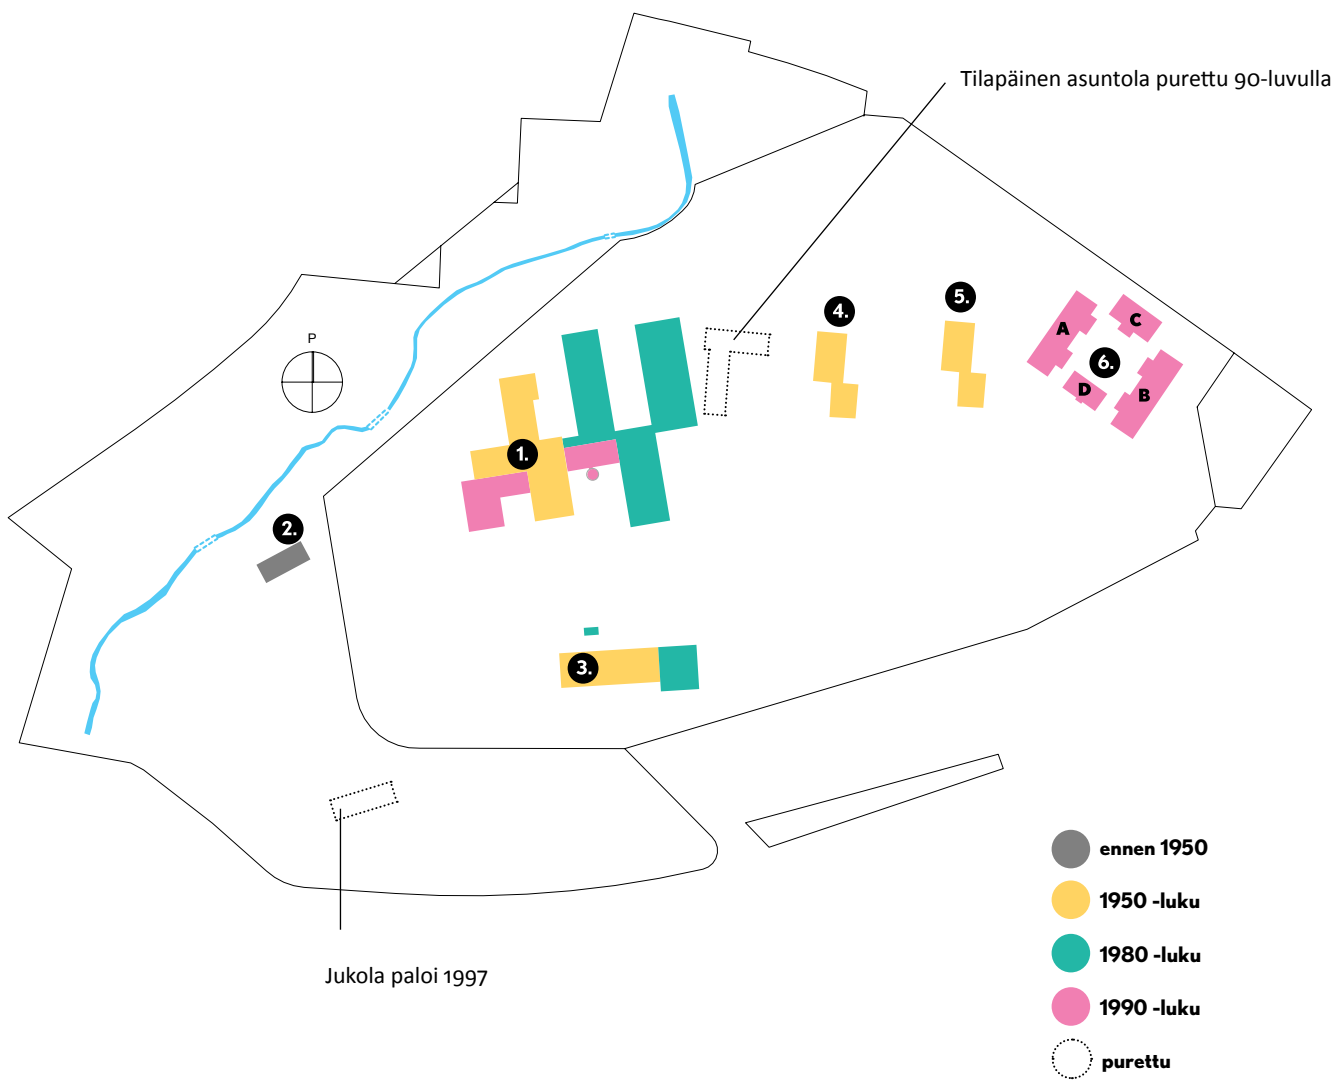 Tilapäinen asuntola purettu 90-luvulla
4.
5.
A
C
6.
D
B
P
1.
2.
3.
Jukola paloi 1997
ennen 1950
1950 -luku
1980 -luku
1990 -luku
purettu